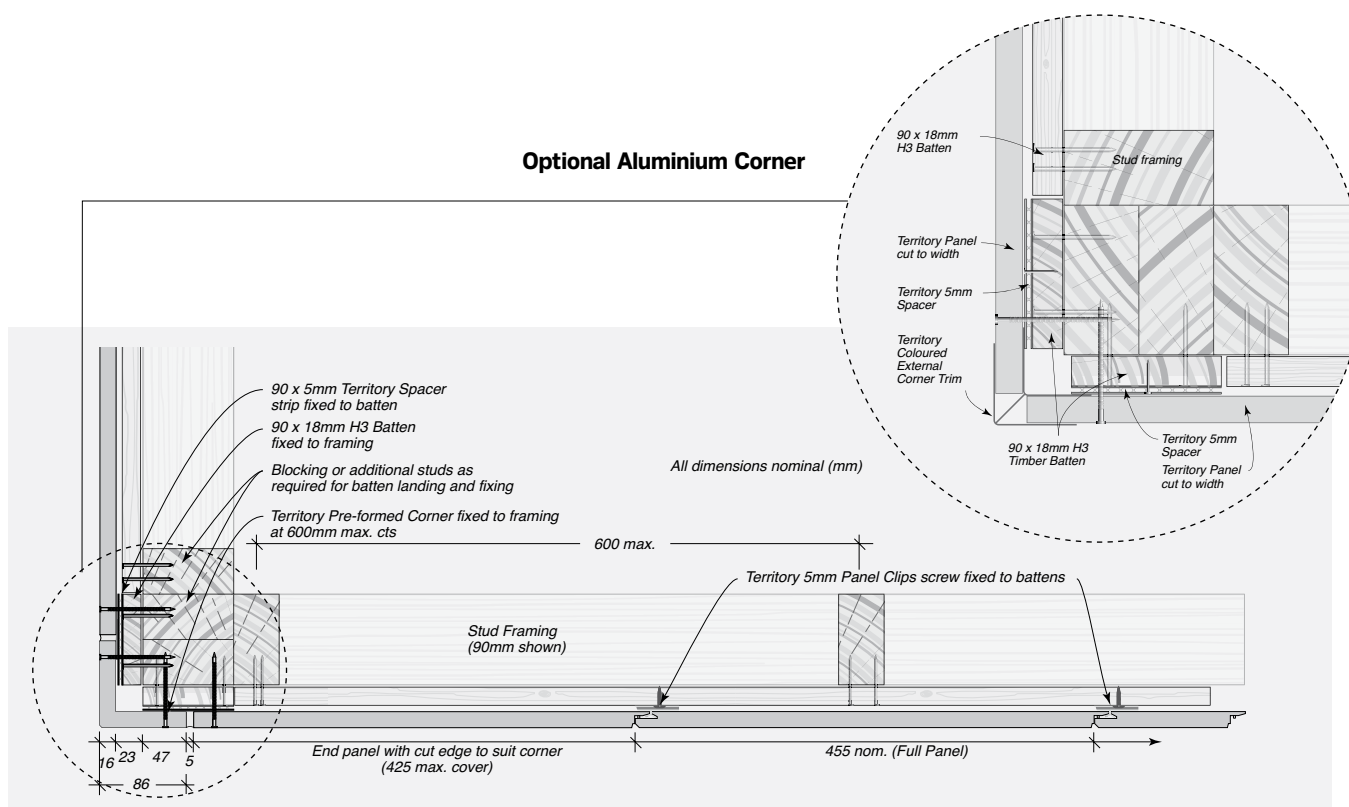 Optional Aluminium Corner
90 x 18mm
H3 Batten
Stud framing
Territory Panel
cut to width
Territory 5mm
Spacer
Territory
Coloured
External
Corner Trim
90 x 18mm H3
Timber Batten
Territory 5mm
Spacer
Territory Panel
cut to width
90 x 5mm Territory Spacer
strip fixed to batten
90 x 18mm H3 Batten
fixed to framing
Blocking or additional studs as
required for batten landing and fixing
Territory Pre-formed Corner fixed to framing
at 600mm max. cts
All dimensions nominal (mm)
600 max.
Territory 5mm Panel Clips screw fixed to battens
Stud Framing
(90mm shown)
16 23 47 5
86
End panel with cut edge to suit corner
(425 max. cover)
455 nom. (Full Panel)